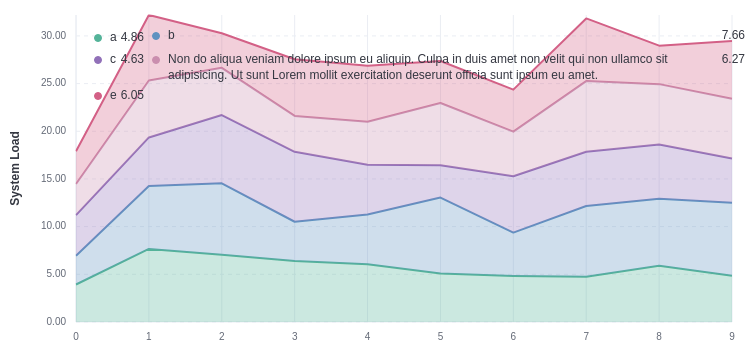 30.00
25.00
20.00
15.00
10.00
5.00
0.00
System Load
a 4.86
b
7.66
c 4.63
Non do aliqua veniam dolore ipsum eu aliquip. Culpa in duis amet non velit qui non ullamco sit
adipisicing. Ut sunt Lorem mollit exercitation deserunt officia sunt ipsum eu amet.
6.27
e 6.05
0 1 2 3 4 5 6 7 8 9